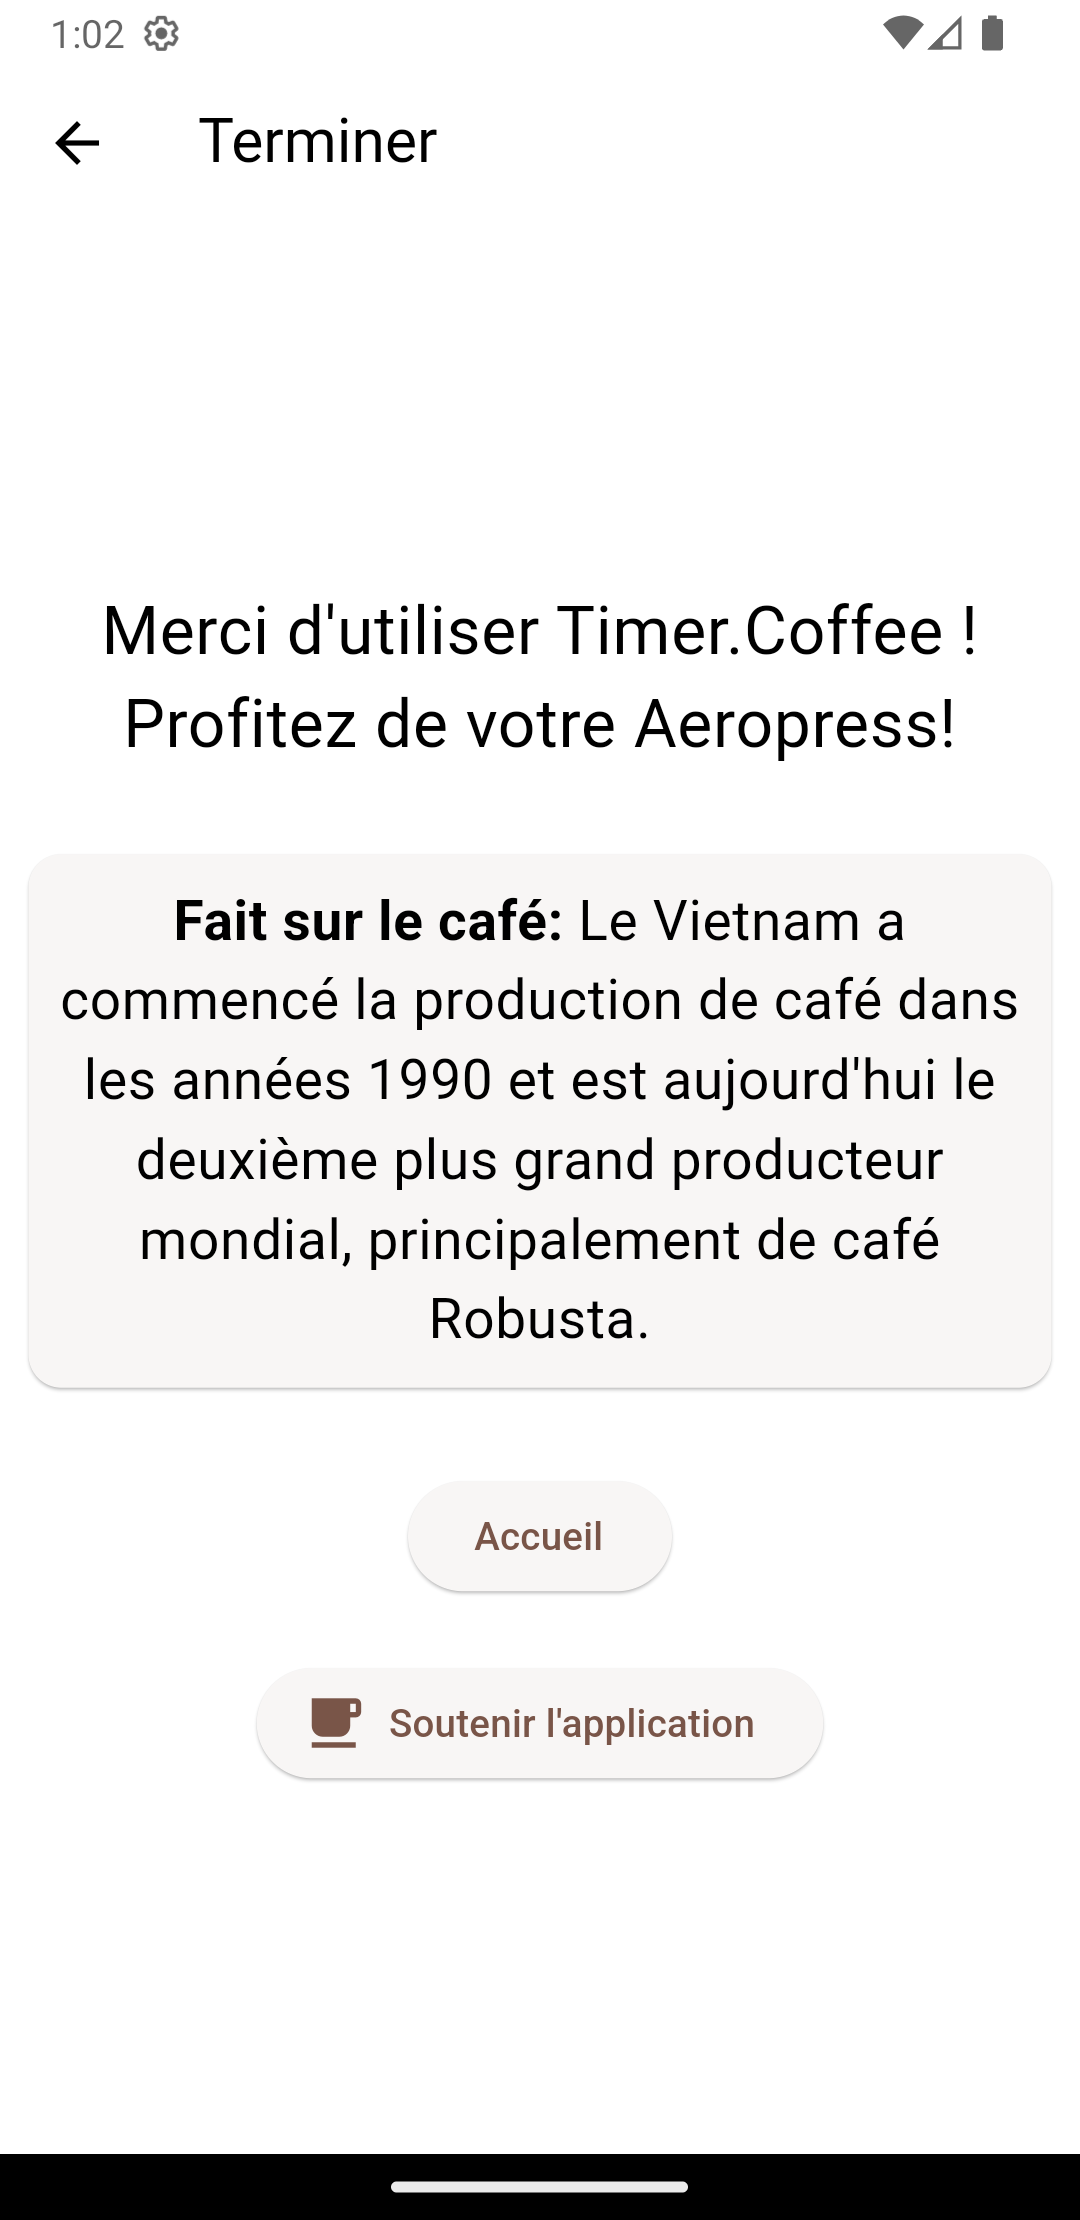 1:02
Terminer
Merci d'utiliser Timer.Coffee !
Profitez de votre Aeropress!
Fait sur le café: Le Vietnam a
commencé la production de café dans
les années 1990 et est aujourd'hui le
deuxième plus grand producteur
mondial, principalement de café
Robusta.
Accueil
Soutenir l'application